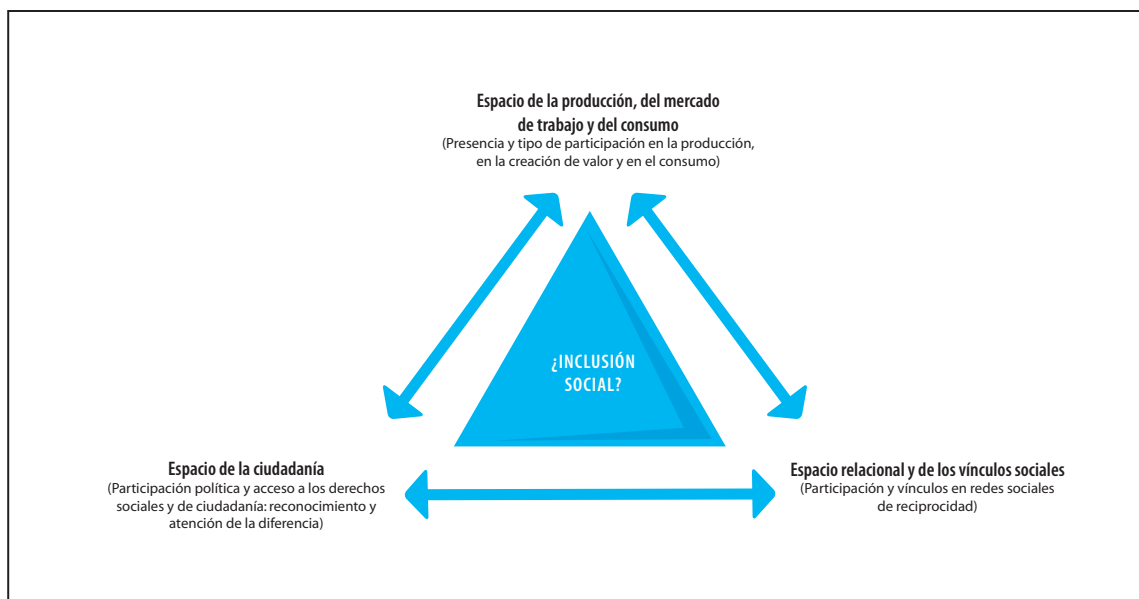 Espacio de la producción, del mercado
de trabajo y del consumo
(Presencia y tipo de participación en la producción,
en la creación de valor y en el consumo)
¿INCLUSIÓN
SOCIAL?
Espacio de la ciudadanía
(Participación política y acceso a los derechos
sociales y de ciudadanía: reconocimiento y
atención de la diferencia)
Espacio relacional y de los vínculos sociales
(Participación y vínculos en redes sociales
de reciprocidad)